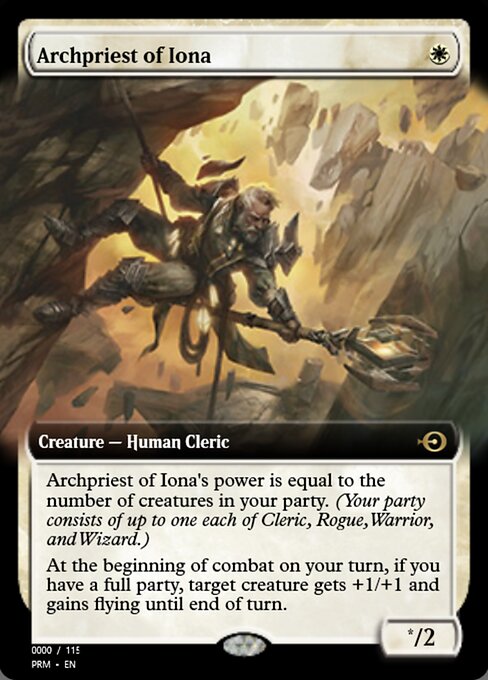 Archpriest of Iona
Creature — Human Cleric
Archpriest of Iona's power is equal to the
number of creatures in your party. (Your party
consists of up to one each of Cleric, Rogue, Warrior,
and Wizard.)
At the beginning of combat on your turn, if you
have a full party, target creature gets +1/+1 and
gains flying until end of turn.
*/2
0000 / 115
PRM • EN